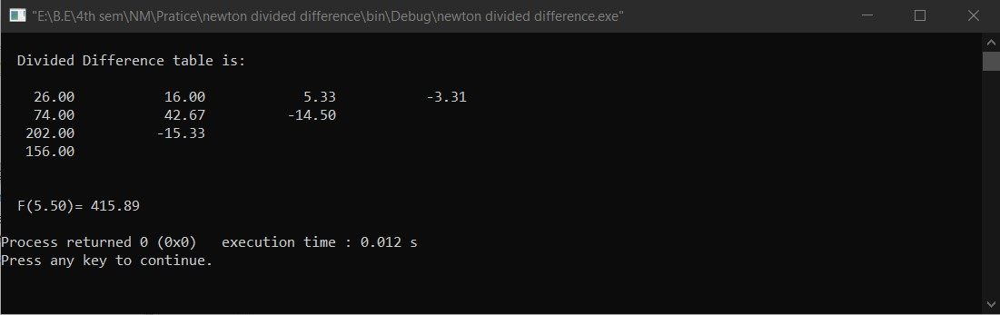 "E:\B.E\4th sem\NM\Pratice\newton divided difference\bin\Debug\newton divided difference.exe"
Divided Difference table is:
26.00 16.00 5.33 -3.31
74.00 42.67 -14.50
202.00 -15.33
156.00
F(5.50)= 415.89
Process returned 0 (0x0) execution time : 0.012 s
Press any key to continue.